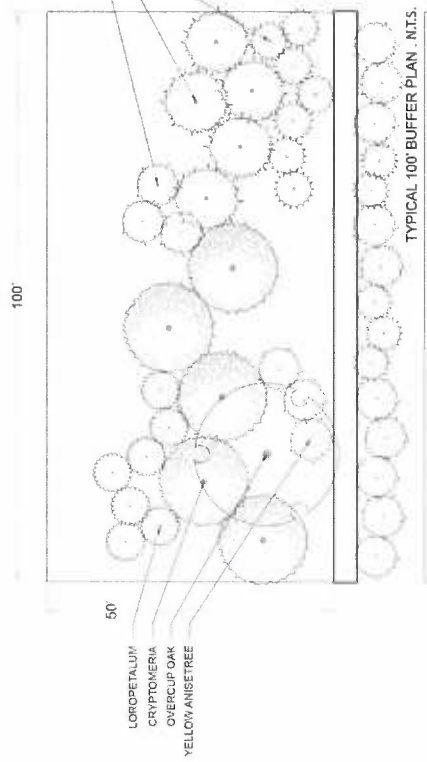 100'
50'
LOROPETALUM
CRYPTOMERIA
OVERCUP OAK
YELLOW ANISETREE
TYPICAL 100' BUFFER PLAN . N.T.S.